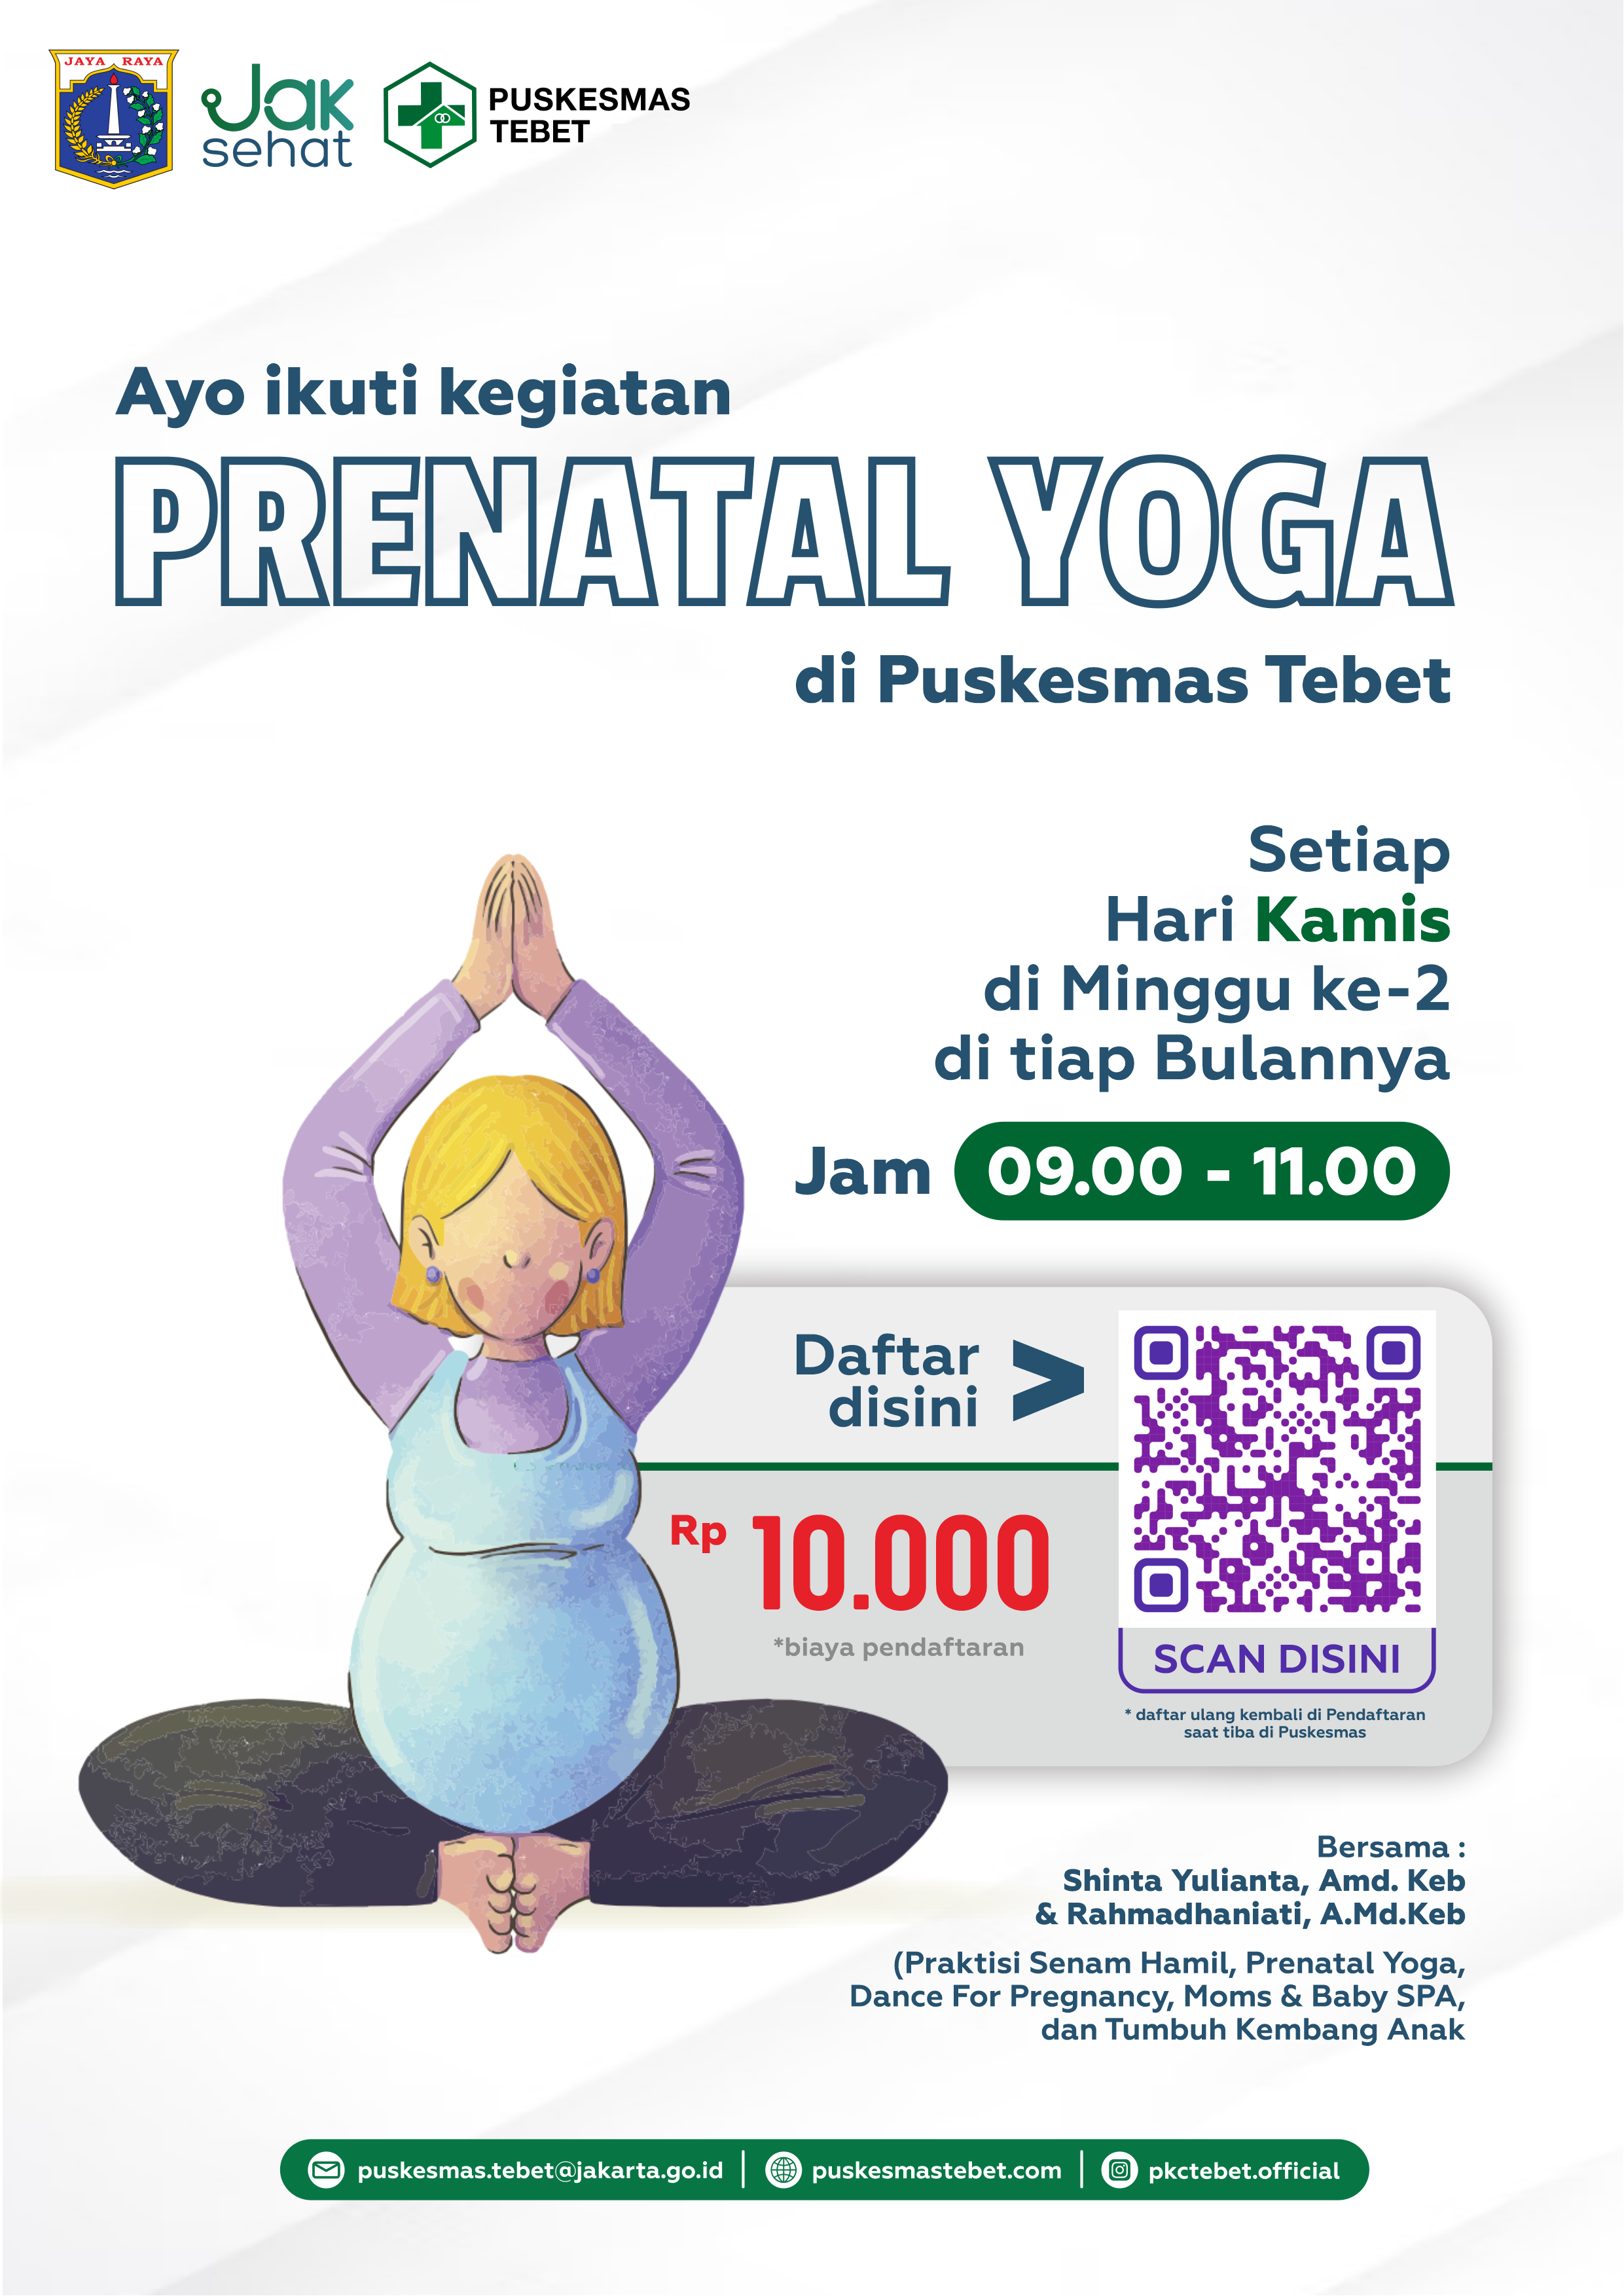 JAYA RAYA
Jak
sehat
PUSKESMAS
TEBET
Ayo ikuti kegiatan
PRENATAL YOGA
di Puskesmas Tebet
Setiap
Hari Kamis
di Minggu ke-2
di tiap Bulannya
Jam 09.00 - 11.00
Daftar
disini >
Rp 10.000
*biaya pendaftaran
SCAN DISINI
* daftar ulang kembali di Pendaftaran
saat tiba di Puskesmas
Bersama :
Shinta Yulianta, Amd. Keb
& Rahmadhaniati, A.Md.Keb
(Praktisi Senam Hamil, Prenatal Yoga,
Dance For Pregnancy, Moms & Baby SPA,
dan Tumbuh Kembang Anak
puskesmas.tebet@jakarta.go.id | puskesmastebet.com | pkctebet.official